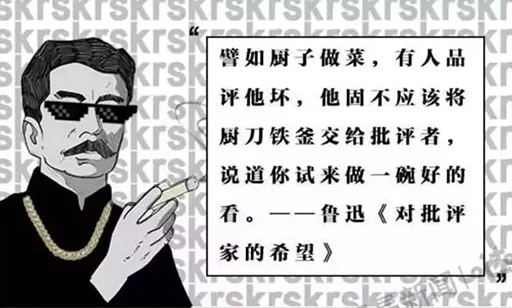 skrskrskrskrskr
“
譬如厨子做菜，有人品
评他坏，他固不应该将
厨刀铁釜交给批评者，
说道你试来做一碗好的
看。——鲁迅《对批评
家的希望》
”